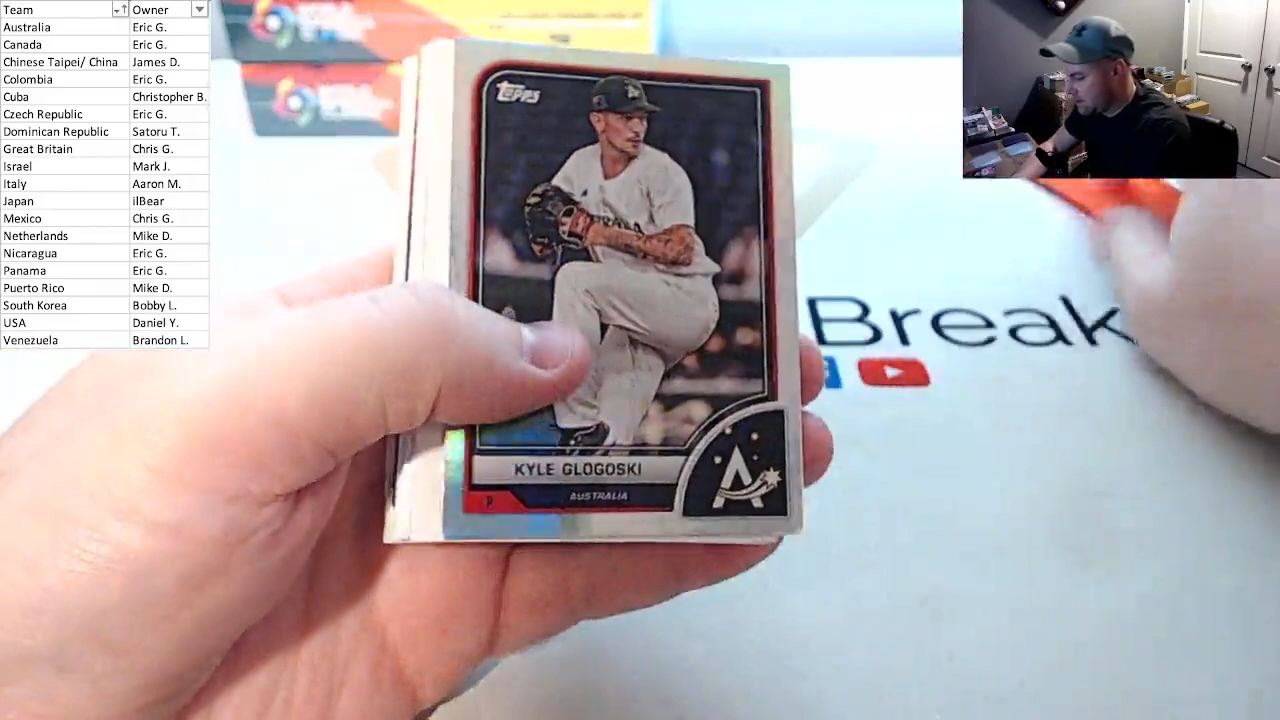 Team Owner
Australia Eric G.
Canada Eric G.
Chinese Taipei/ China James D.
Colombia Eric G.
Cuba Christopher B.
Czech Republic Eric G.
Dominican Republic Satoru T.
Great Britain Chris G.
Israel Mark J.
Italy Aaron M.
Japan ilBear
Mexico Chris G.
Netherlands Mike D.
Nicaragua Eric G.
Panama Eric G.
Puerto Rico Mike D.
South Korea Bobby L.
USA Daniel Y.
Venezuela Brandon L.
Topps
KYLE GLOGOSKI
P AUSTRALIA
A
Break